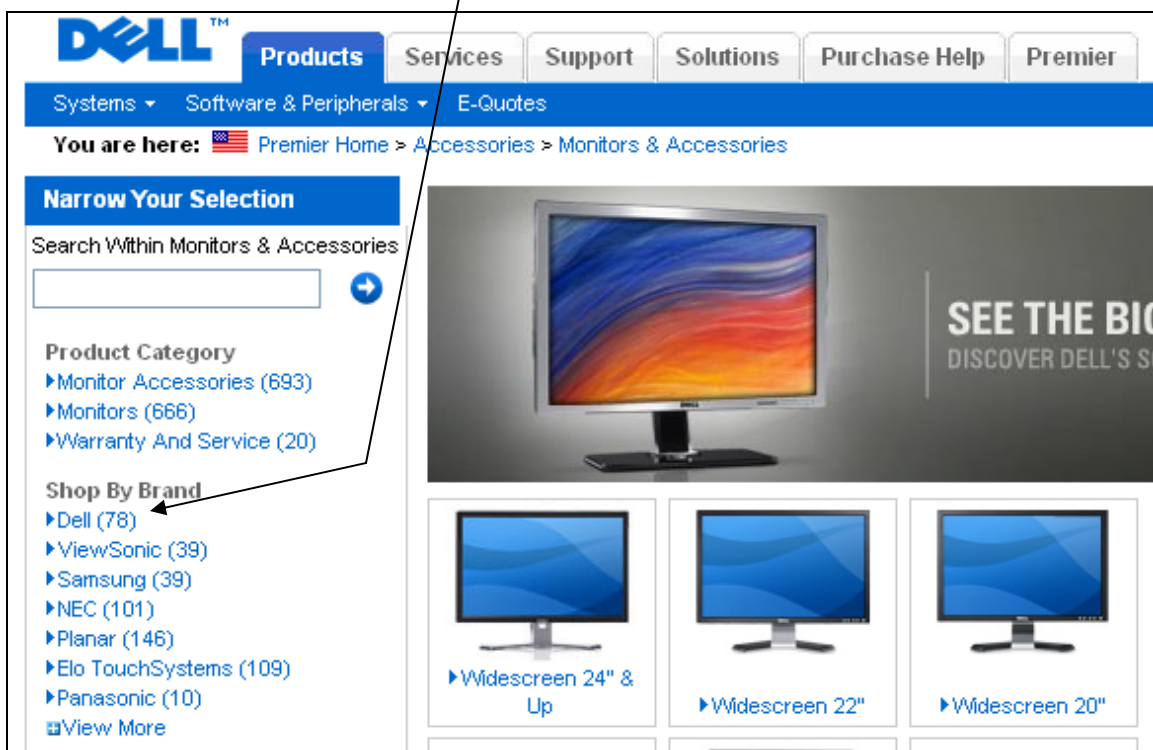 DELL™
Products Services Support Solutions Purchase Help Premier
Systems Software & Peripherals E-Quotes
You are here: Premier Home > Accessories > Monitors & Accessories
Narrow Your Selection
Search Within Monitors & Accessories
Product Category
Monitor Accessories (693)
Monitors (666)
Warranty And Service (20)
Shop By Brand
Dell (78)
ViewSonic (39)
Samsung (39)
NEC (101)
Planar (146)
Elo TouchSystems (109)
Panasonic (10)
View More
SEE THE BIG
DISCOVER DELL'S S
DELL
Widescreen 24" &
Up
Widescreen 22"
Widescreen 20"